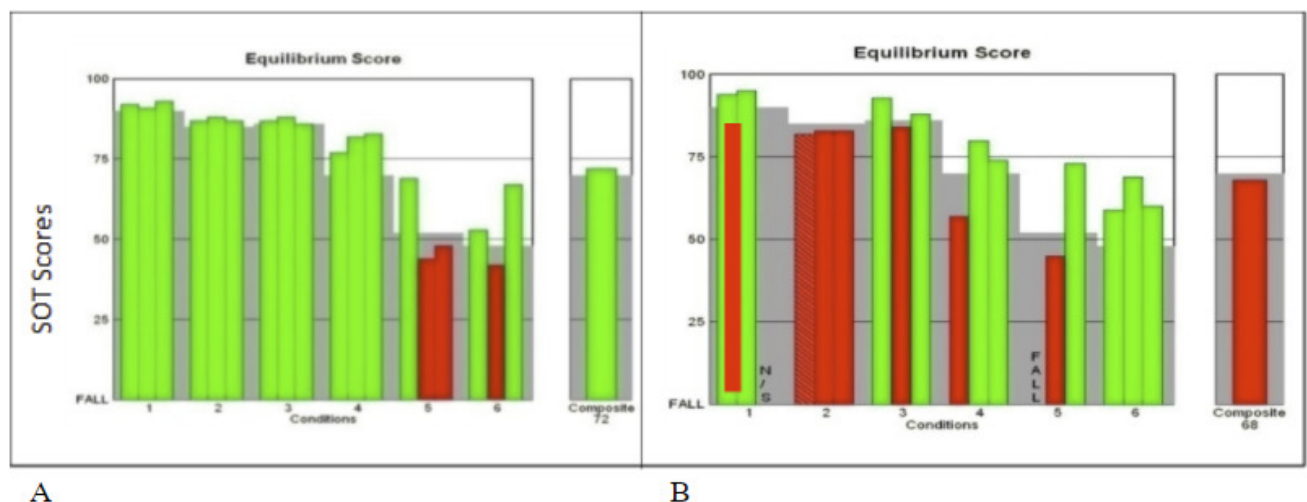 SOT Scores
Equilibrium Score
100
75
50
25
FALL
1 2 3 4 5 6
Conditions
Composite
72
A
Equilibrium Score
100
75
50
25
FALL
N/S
FALL
1 2 3 4 5 6
Conditions
Composite
68
B